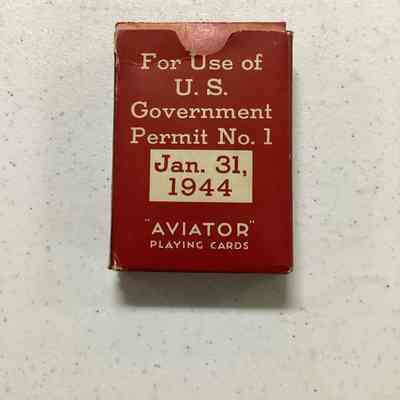 For Use of
U. S.
Government
Permit No. 1
Jan. 31,
1944
"AVIATOR"
PLAYING CARDS